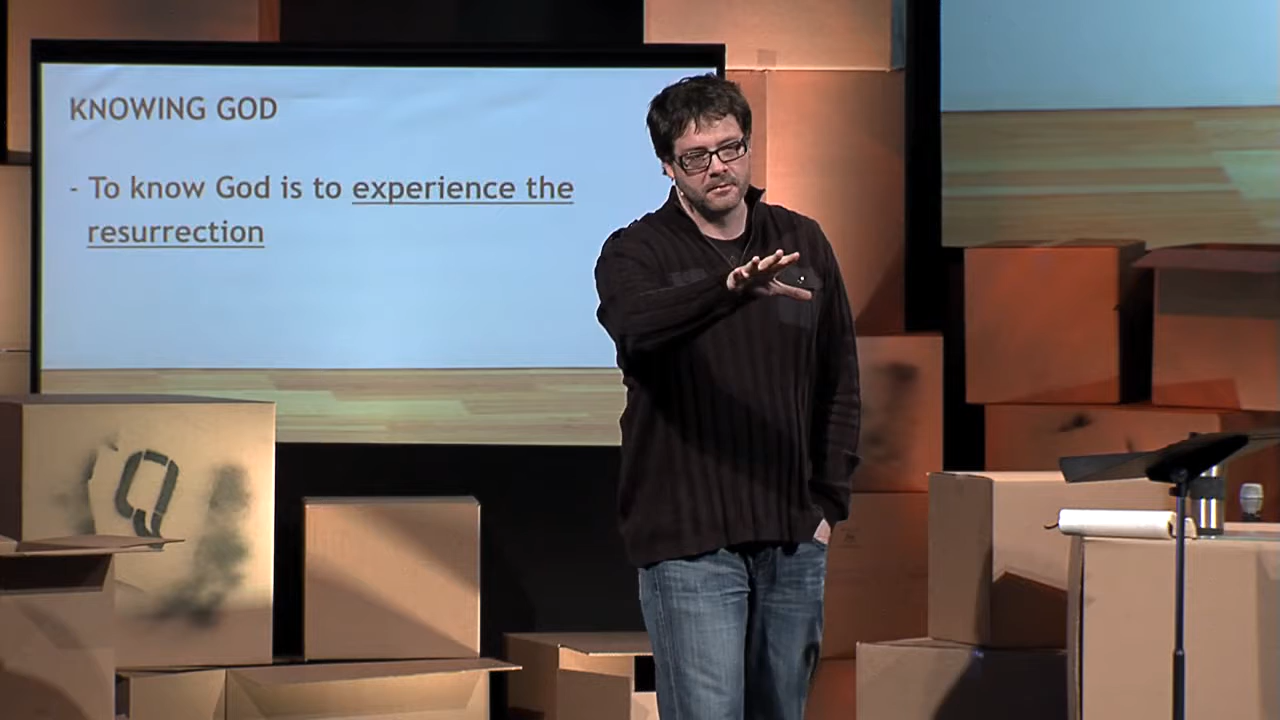 KNOWING GOD
- To know God is to experience the
resurrection
Q